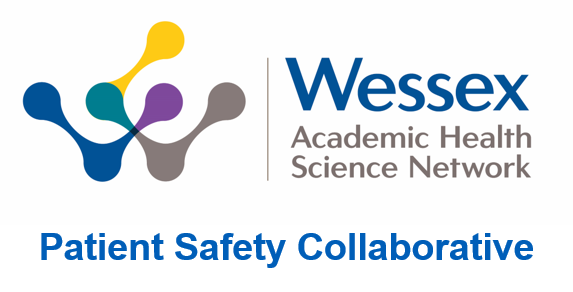 Wessex
Academic Health
Science Network
Patient Safety Collaborative